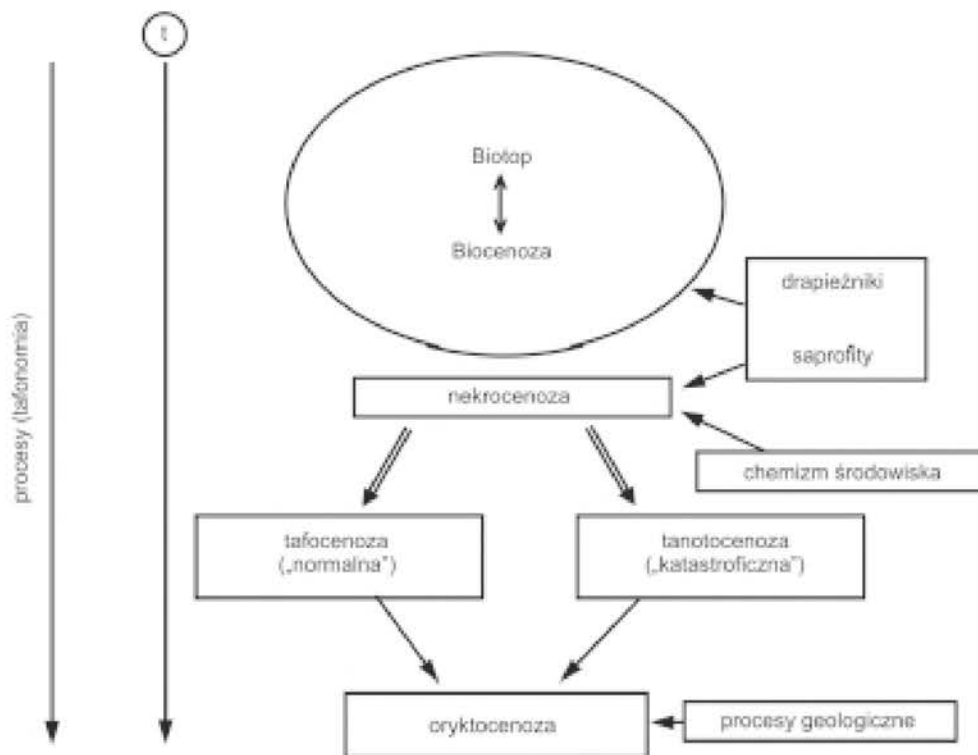 t
Biotop
Biocenoza
drapieżniki
saprofity
nekrocenoza
chemizm środowiska
procesy (tafonomia)
tafocenoza
(„normalna”)
tanotocenoza
(„katastroficzna”)
oryktocenoza
procesy geologiczne